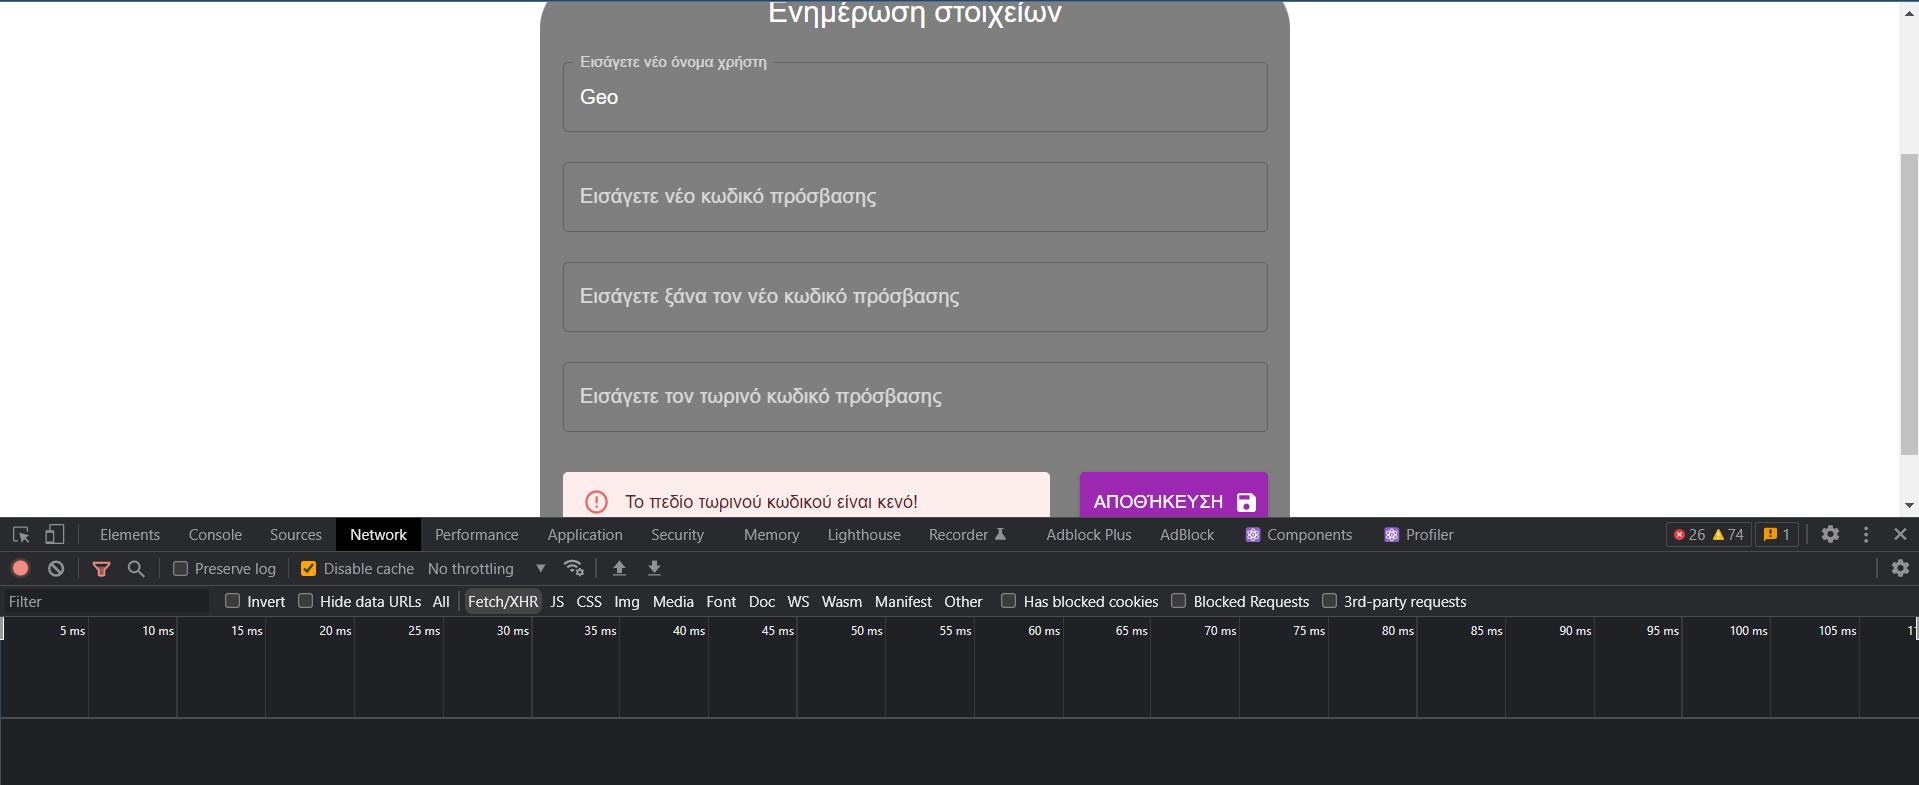 Ενημέρωση στοιχείων
Εισάγετε νέο όνομα χρήστη
Geo
Εισάγετε νέο κωδικό πρόσβασης
Εισάγετε ξάνα τον νέο κωδικό πρόσβασης
Εισάγετε τον τωρινό κωδικό πρόσβασης
Το πεδίο τωρινού κωδικού είναι κενό! ΑΠΟΘΉΚΕΥΣΗ
Elements Console Sources Network Performance Application Security Memory Lighthouse Recorder Adblock Plus AdBlock Components Profiler 26 74 1
Preserve log Disable cache No throttling
Filter Invert Hide data URLs All Fetch/XHR JS CSS Img Media Font Doc WS Wasm Manifest Other Has blocked cookies Blocked Requests 3rd-party requests
5 ms 10 ms 15 ms 20 ms 25 ms 30 ms 35 ms 40 ms 45 ms 50 ms 55 ms 60 ms 65 ms 70 ms 75 ms 80 ms 85 ms 90 ms 95 ms 100 ms 105 ms